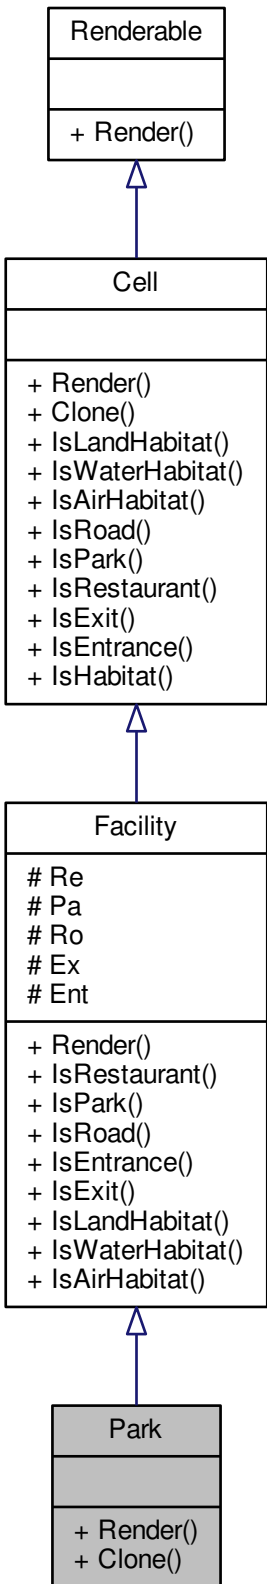 Renderable
+ Render()
Cell
+ Render()
+ Clone()
+ IsLandHabitat()
+ IsWaterHabitat()
+ IsAirHabitat()
+ IsRoad()
+ IsPark()
+ IsRestaurant()
+ IsExit()
+ IsEntrance()
+ IsHabitat()
Facility
# Re
# Pa
# Ro
# Ex
# Ent
+ Render()
+ IsRestaurant()
+ IsPark()
+ IsRoad()
+ IsEntrance()
+ IsExit()
+ IsLandHabitat()
+ IsWaterHabitat()
+ IsAirHabitat()
Park
+ Render()
+ Clone()